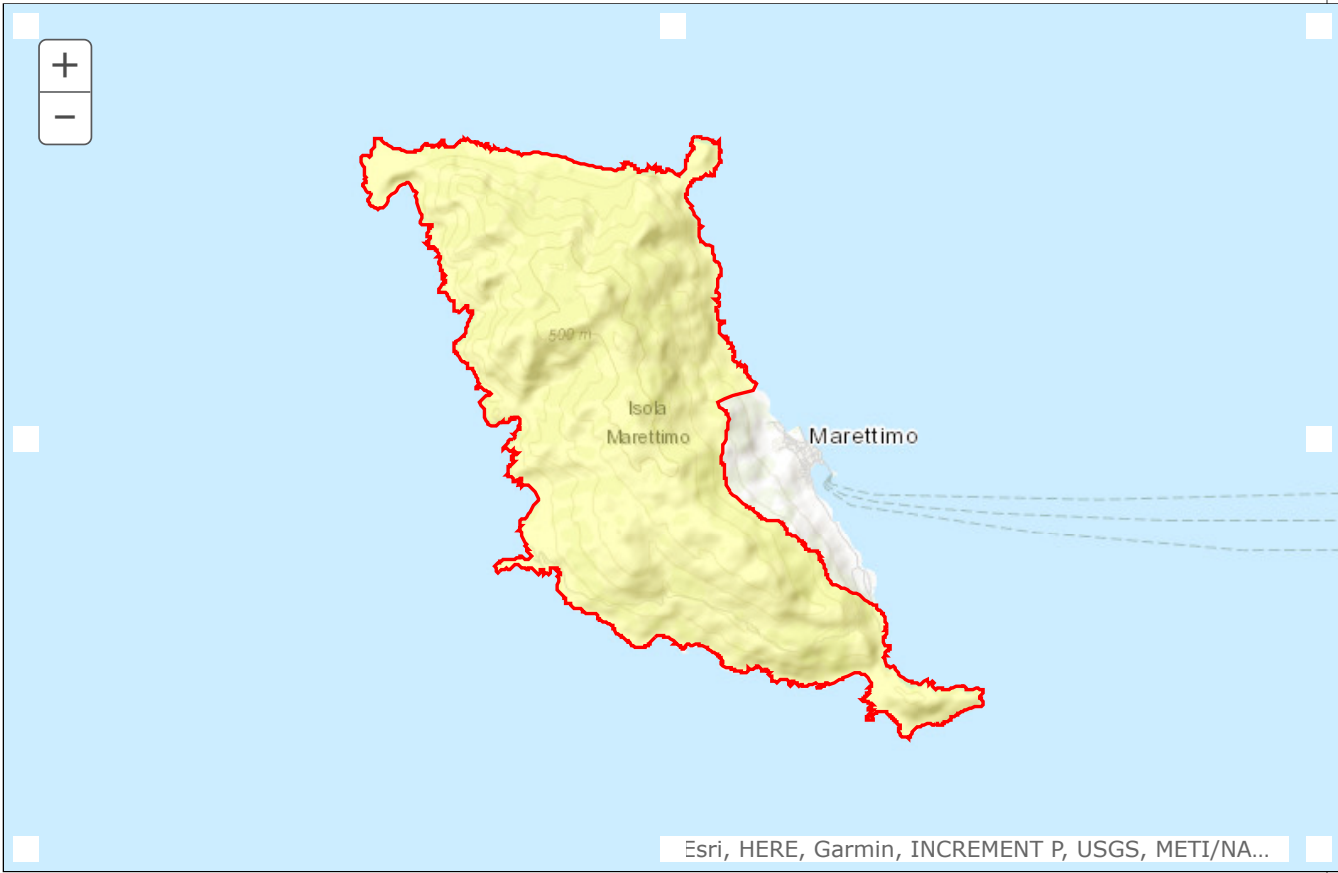 +
−
500 m
Isola
Marettimo
Marettimo
Esri, HERE, Garmin, INCREMENT P, USGS, METI/NA...